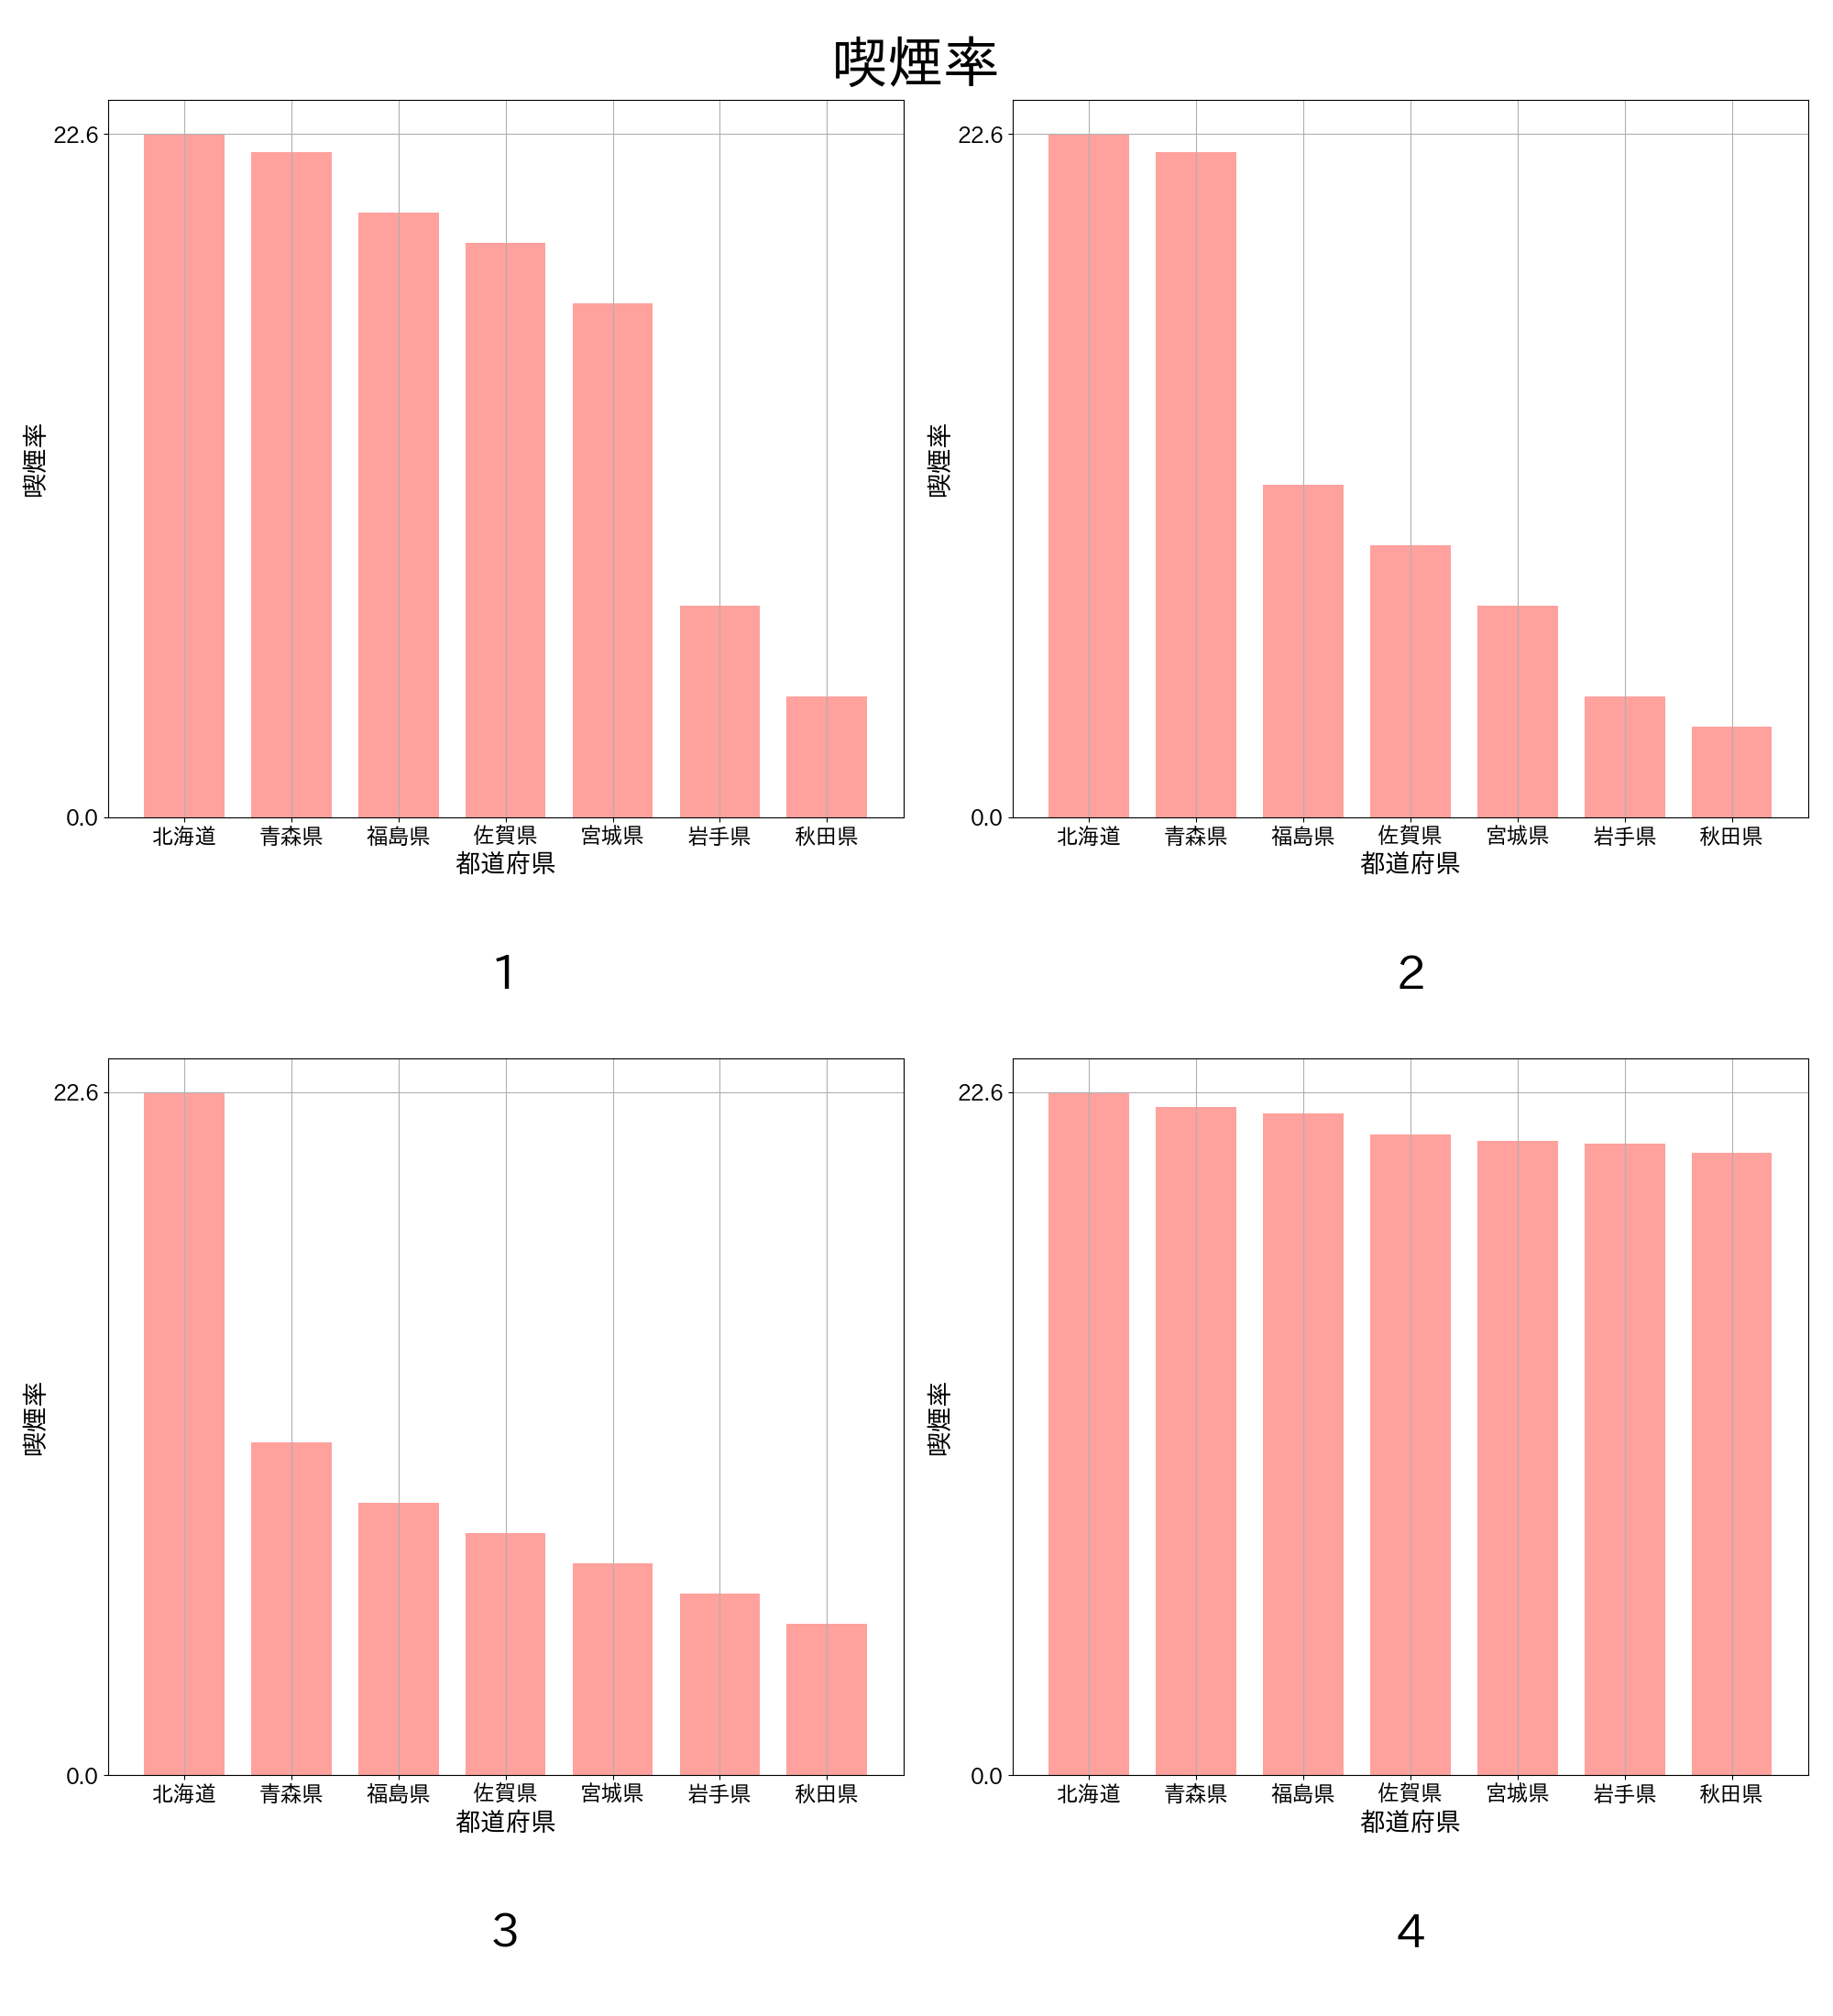 喫煙率
22.6
0.0
喫煙率
北海道 青森県 福島県 佐賀県 宮城県 岩手県 秋田県
都道府県
1
22.6
0.0
喫煙率
北海道 青森県 福島県 佐賀県 宮城県 岩手県 秋田県
都道府県
2
22.6
0.0
喫煙率
北海道 青森県 福島県 佐賀県 宮城県 岩手県 秋田県
都道府県
3
22.6
0.0
喫煙率
北海道 青森県 福島県 佐賀県 宮城県 岩手県 秋田県
都道府県
4